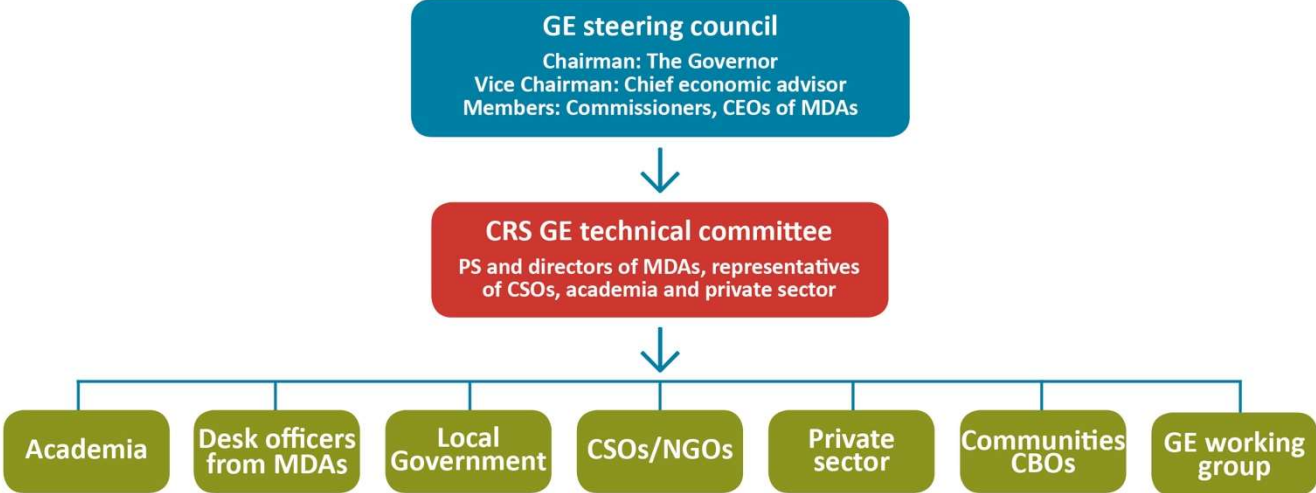 GE steering council
Chairman: The Governor
Vice Chairman: Chief economic advisor
Members: Commissioners, CEOs of MDAs
CRS GE technical committee
PS and directors of MDAs, representatives
of CSOs, academia and private sector
Academia
Desk officers
from MDAs
Local
Government
CSOs/NGOs
Private
sector
Communities
CBOs
GE working
group